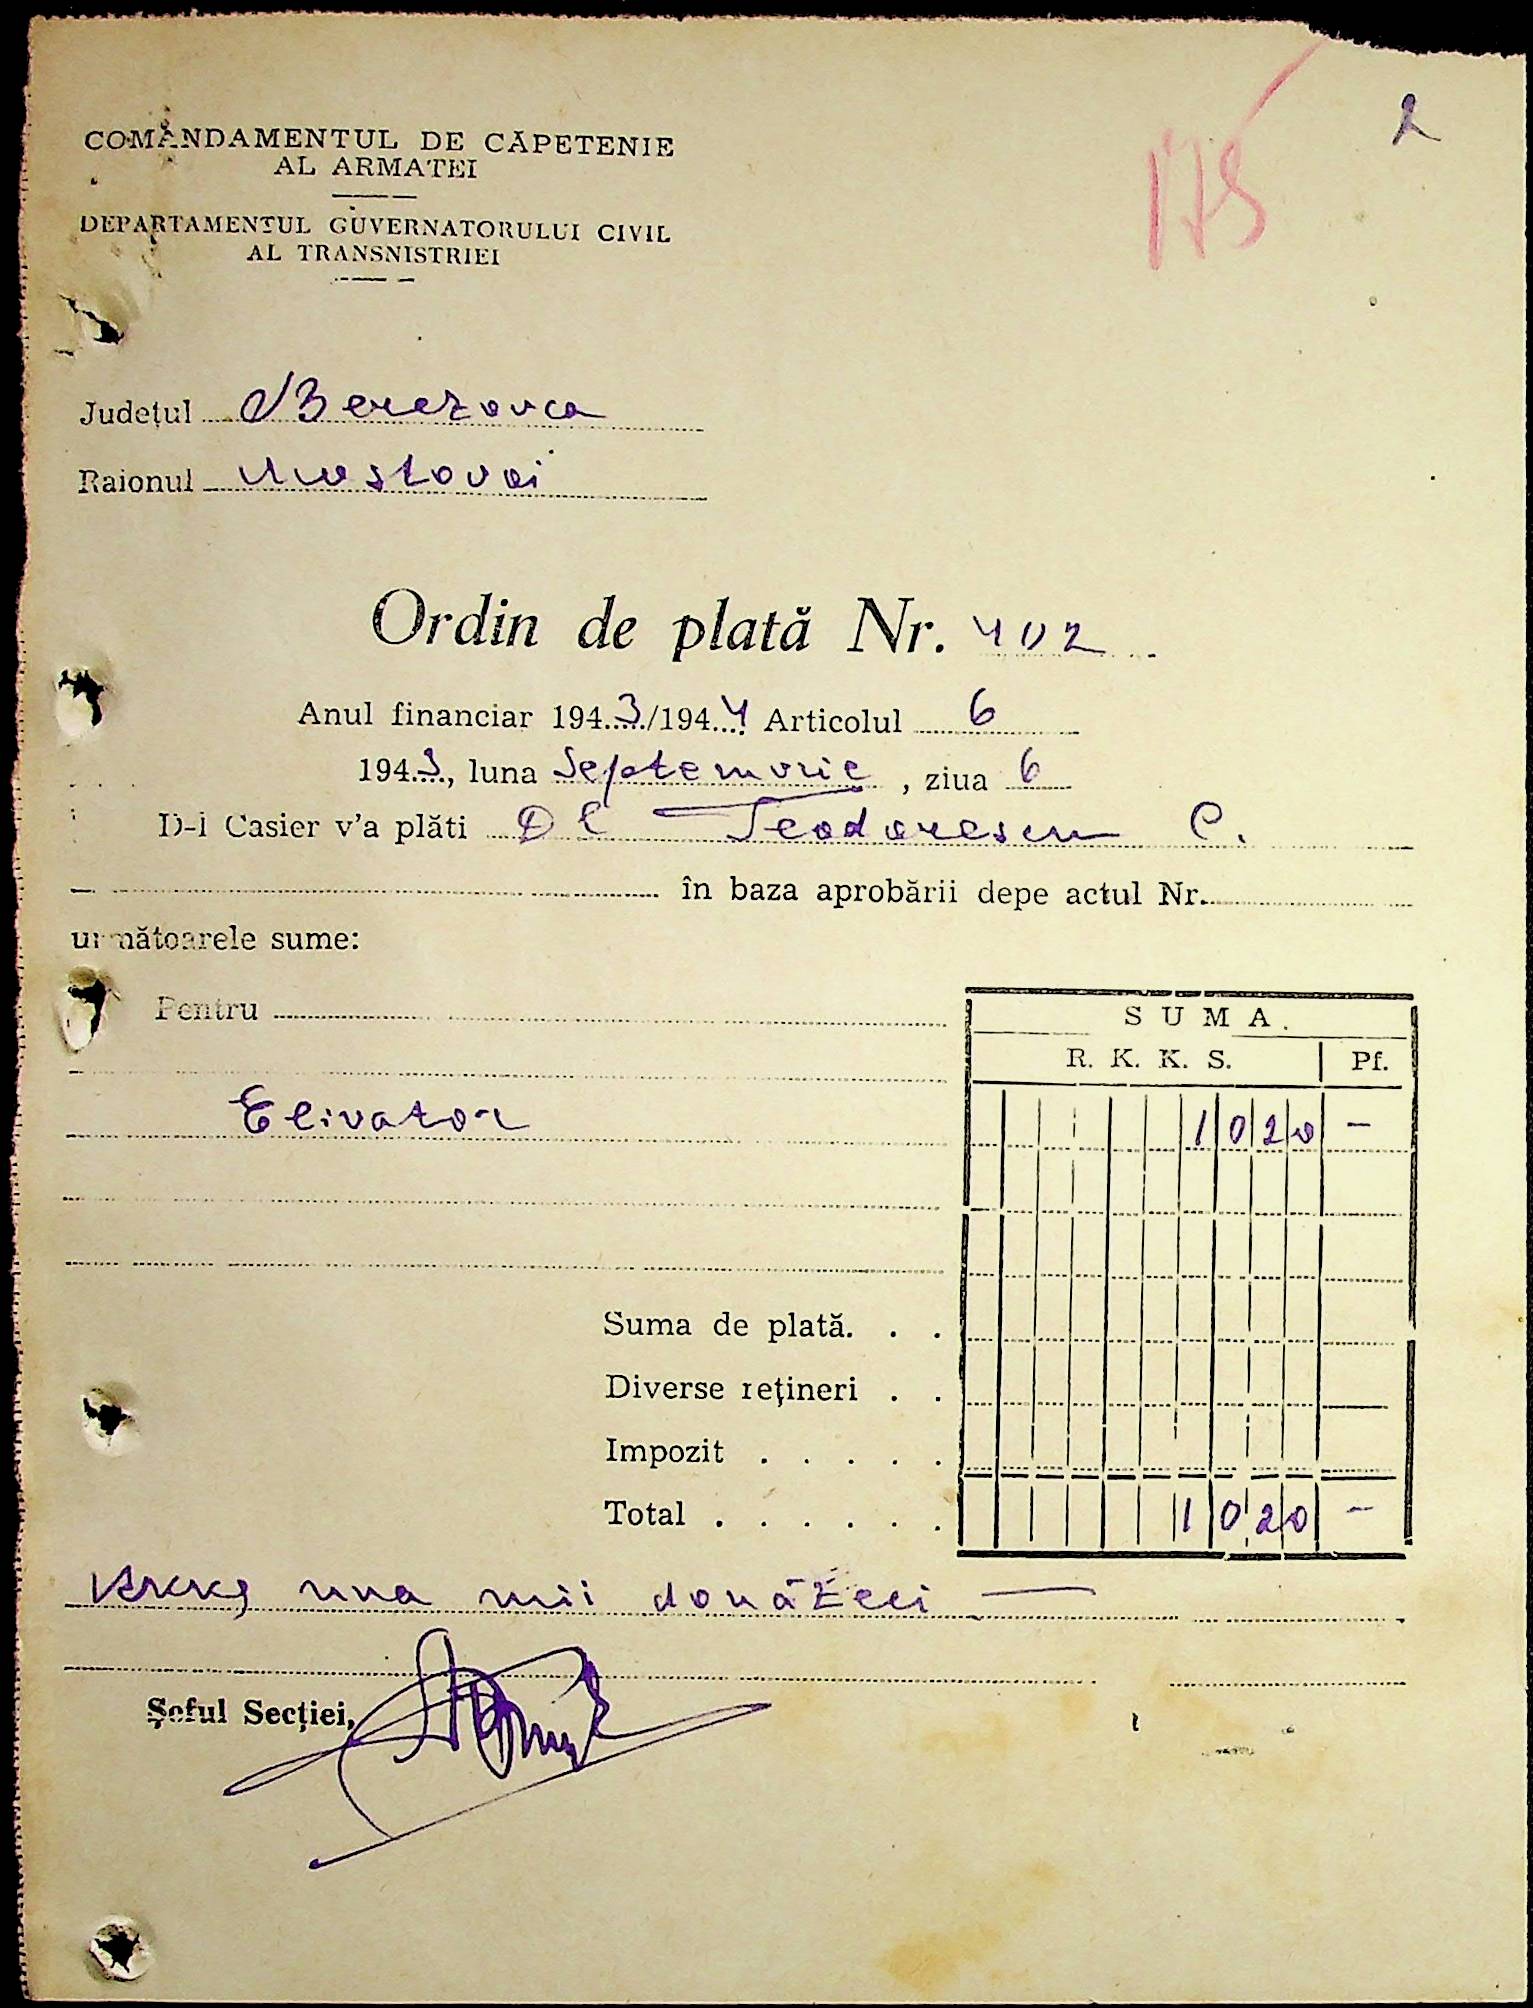 2
175
COMANDAMENTUL DE CĂPETENIE
AL ARMATEI
DEPARTAMENTUL GUVERNATORULUI CIVIL
AL TRANSNISTRIEI
Județul Berezovca
Raionul Mostovoi
Ordin de plată Nr. 402
Anul financiar 1943/1944 Articolul 6
1943, luna Septemvrie, ziua 6
D-l Casier v'a plăti Dl Teodorescu C.
în baza aprobării depe actul Nr.
următoarele sume:
Pentru
SUMA.
R. K. K. S. Pf.
Elivator 1020 —
Suma de plată. . .
Diverse rețineri . .
Impozit . . . . .
Total . . . . . . 1020 —
una mii douăzeci —
Șeful Secției,